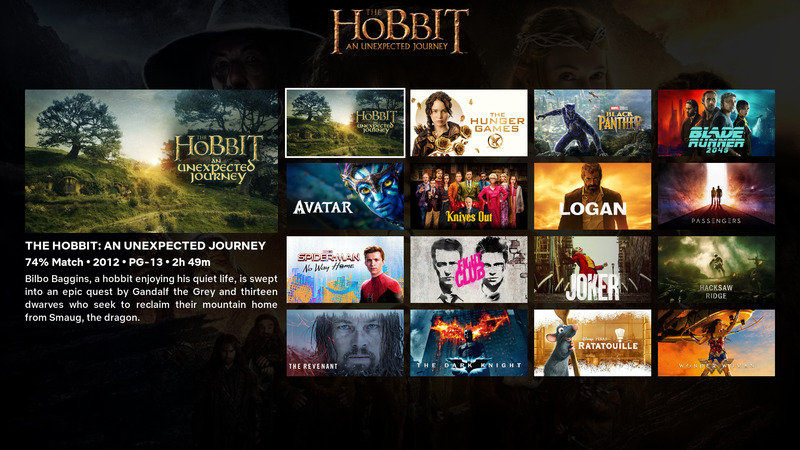 THE
HOBBIT
AN UNEXPECTED JOURNEY
THE
HOBBIT
AN
UNEXPECTED
JOURNEY
THE HOBBIT: AN UNEXPECTED JOURNEY
74% Match • 2012 • PG-13 • 2h 49m
Bilbo Baggins, a hobbit enjoying his quiet life, is swept
into an epic quest by Gandalf the Grey and thirteen
dwarves who seek to reclaim their mountain home
from Smaug, the dragon.
THE
HOBBIT
AN
UNEXPECTED
JOURNEY
THE
HUNGER
GAMES
MARVEL STUDIOS
BLACK
PANTHER
BLADE
RUNNER
2049
AVATAR
Knives Out
LOGAN
PASSENGERS
SPIDER-MAN
No Way Home
FIGHT
CLUB
JOKER
HACKSAW
RIDGE
THE REVENANT
THE DARK KNIGHT
DISNEY·PIXAR
RATATOUILLE
WONDER WOMAN